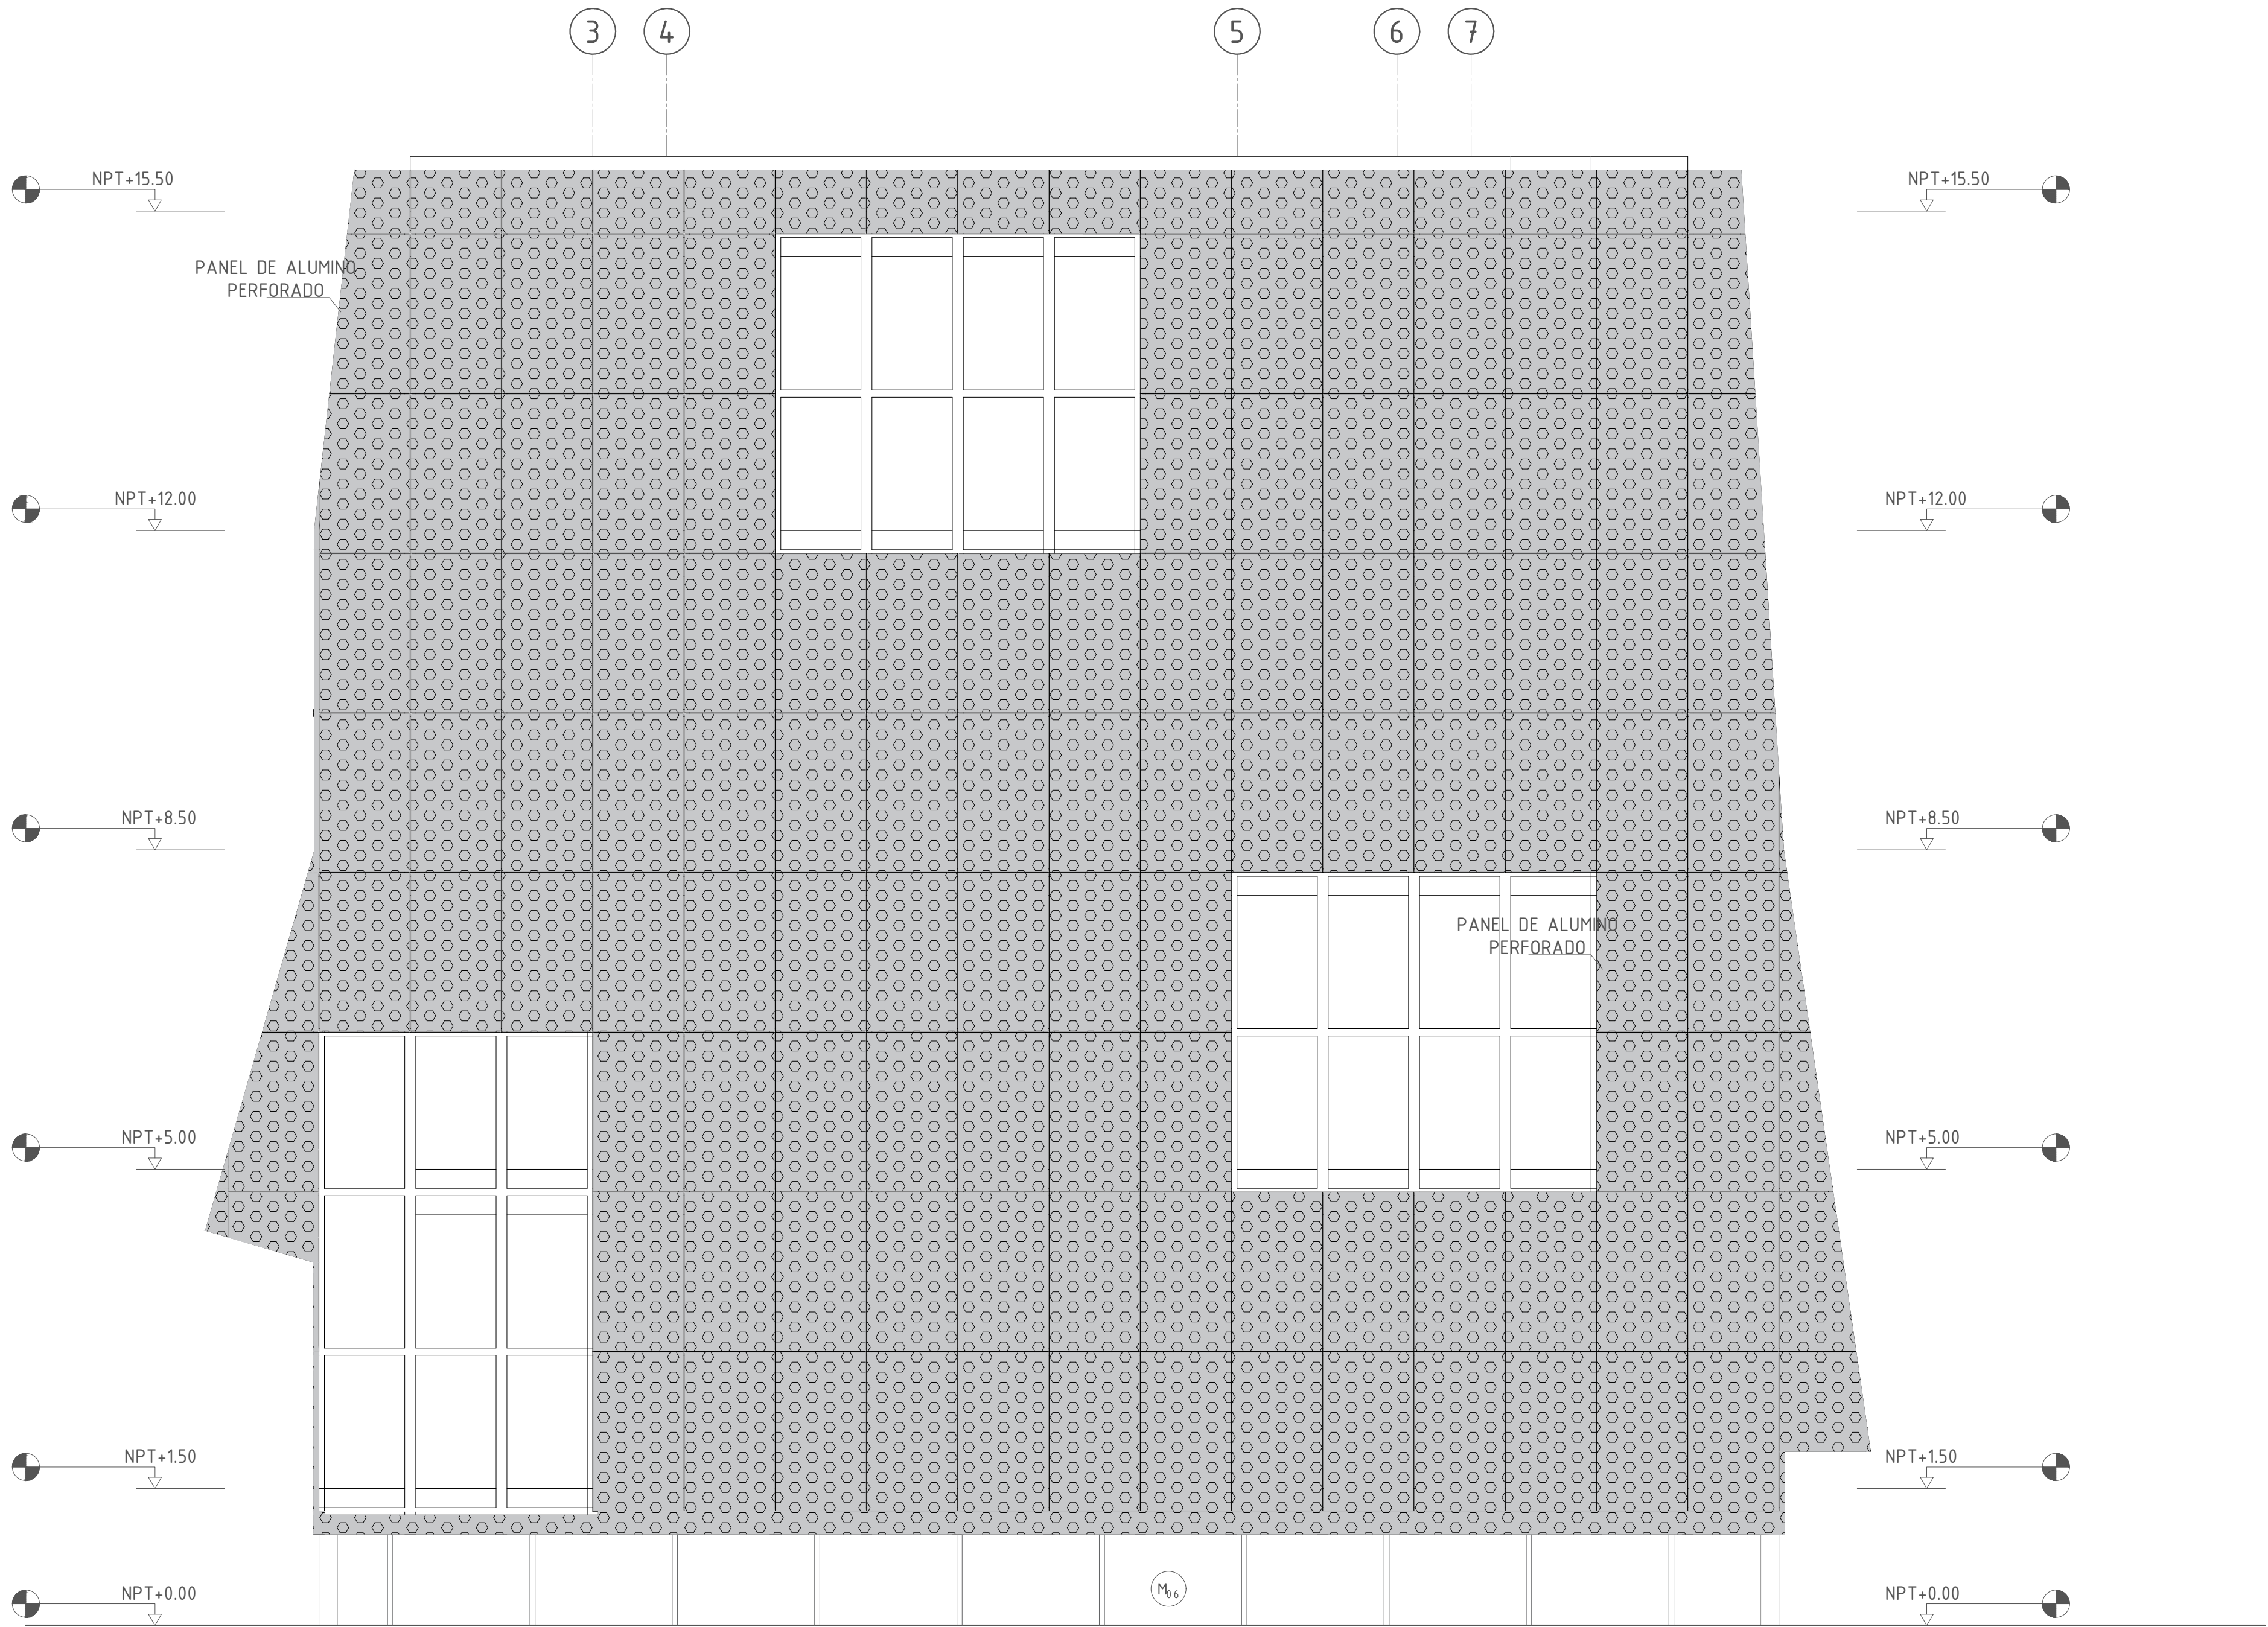 3 4 5 6 7
NPT+15.50 NPT+15.50
PANEL DE ALUMINO
PERFORADO
NPT+12.00 NPT+12.00
NPT+8.50 NPT+8.50
PANEL DE ALUMINO
PERFORADO
NPT+5.00 NPT+5.00
NPT+1.50 NPT+1.50
M06
NPT+0.00 NPT+0.00